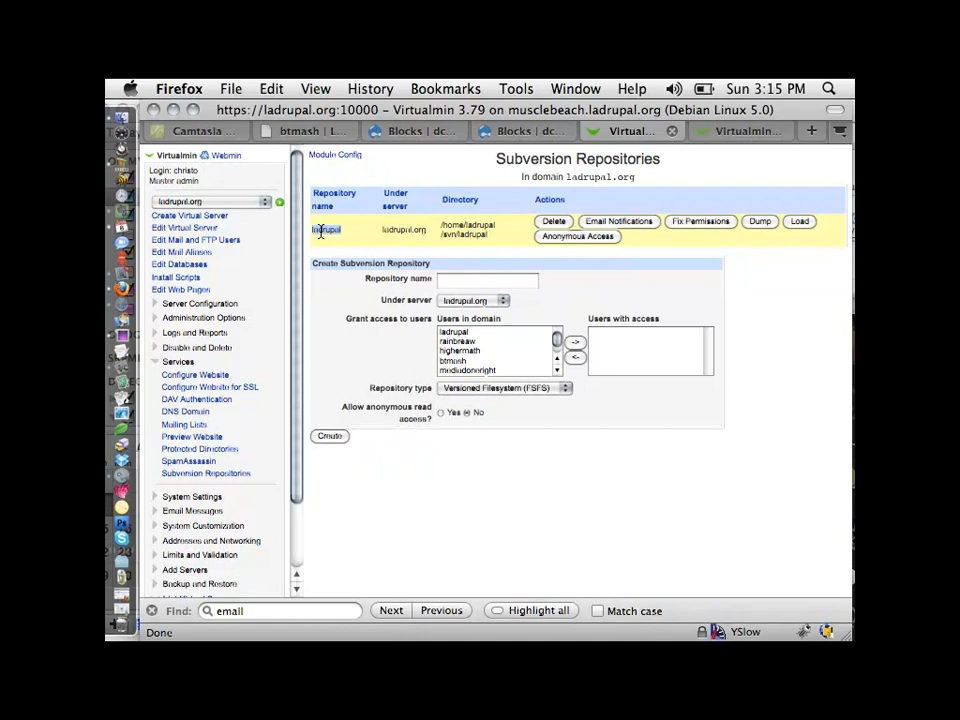 Firefox File Edit View History Bookmarks Tools Window Help Sun 3:15 PM
https://ladrupal.org:10000 - Virtualmin 3.79 on musclebeach.ladrupal.org (Debian Linux 5.0)
Camtasia ... btmash | L... Blocks | dc... Blocks | dc... Virtual... Virtualmin...
Virtualmin Webmin
Login: christo
Master admin
ladrupal.org
Create Virtual Server
Edit Virtual Server
Edit Mail and FTP Users
Edit Mail Aliases
Edit Databases
Install Scripts
Edit Web Pages
Server Configuration
Administration Options
Logs and Reports
Disable and Delete
Services
Configure Website
Configure Website for SSL
DAV Authentication
DNS Domain
Mailing Lists
Preview Website
Protected Directories
SpamAssassin
Subversion Repositories
System Settings
Email Messages
System Customization
Addresses and Networking
Limits and Validation
Add Servers
Backup and Restore
Module Config
Subversion Repositories
In domain ladrupal.org
Repository name Under server Directory Actions
ladrupal ladrupal.org /home/ladrupal/svn/ladrupal Delete Email Notifications Fix Permissions Dump Load
Anonymous Access
Create Subversion Repository
Repository name
Under server ladrupal.org
Grant access to users Users in domain Users with access
ladrupal
rainbreaw
highermath
btmash
mediudoneright
-> 
<-
Repository type Versioned Filesystem (FSFS)
Allow anonymous read access? Yes No
Create
Find: email Next Previous Highlight all Match case
Done YSlow